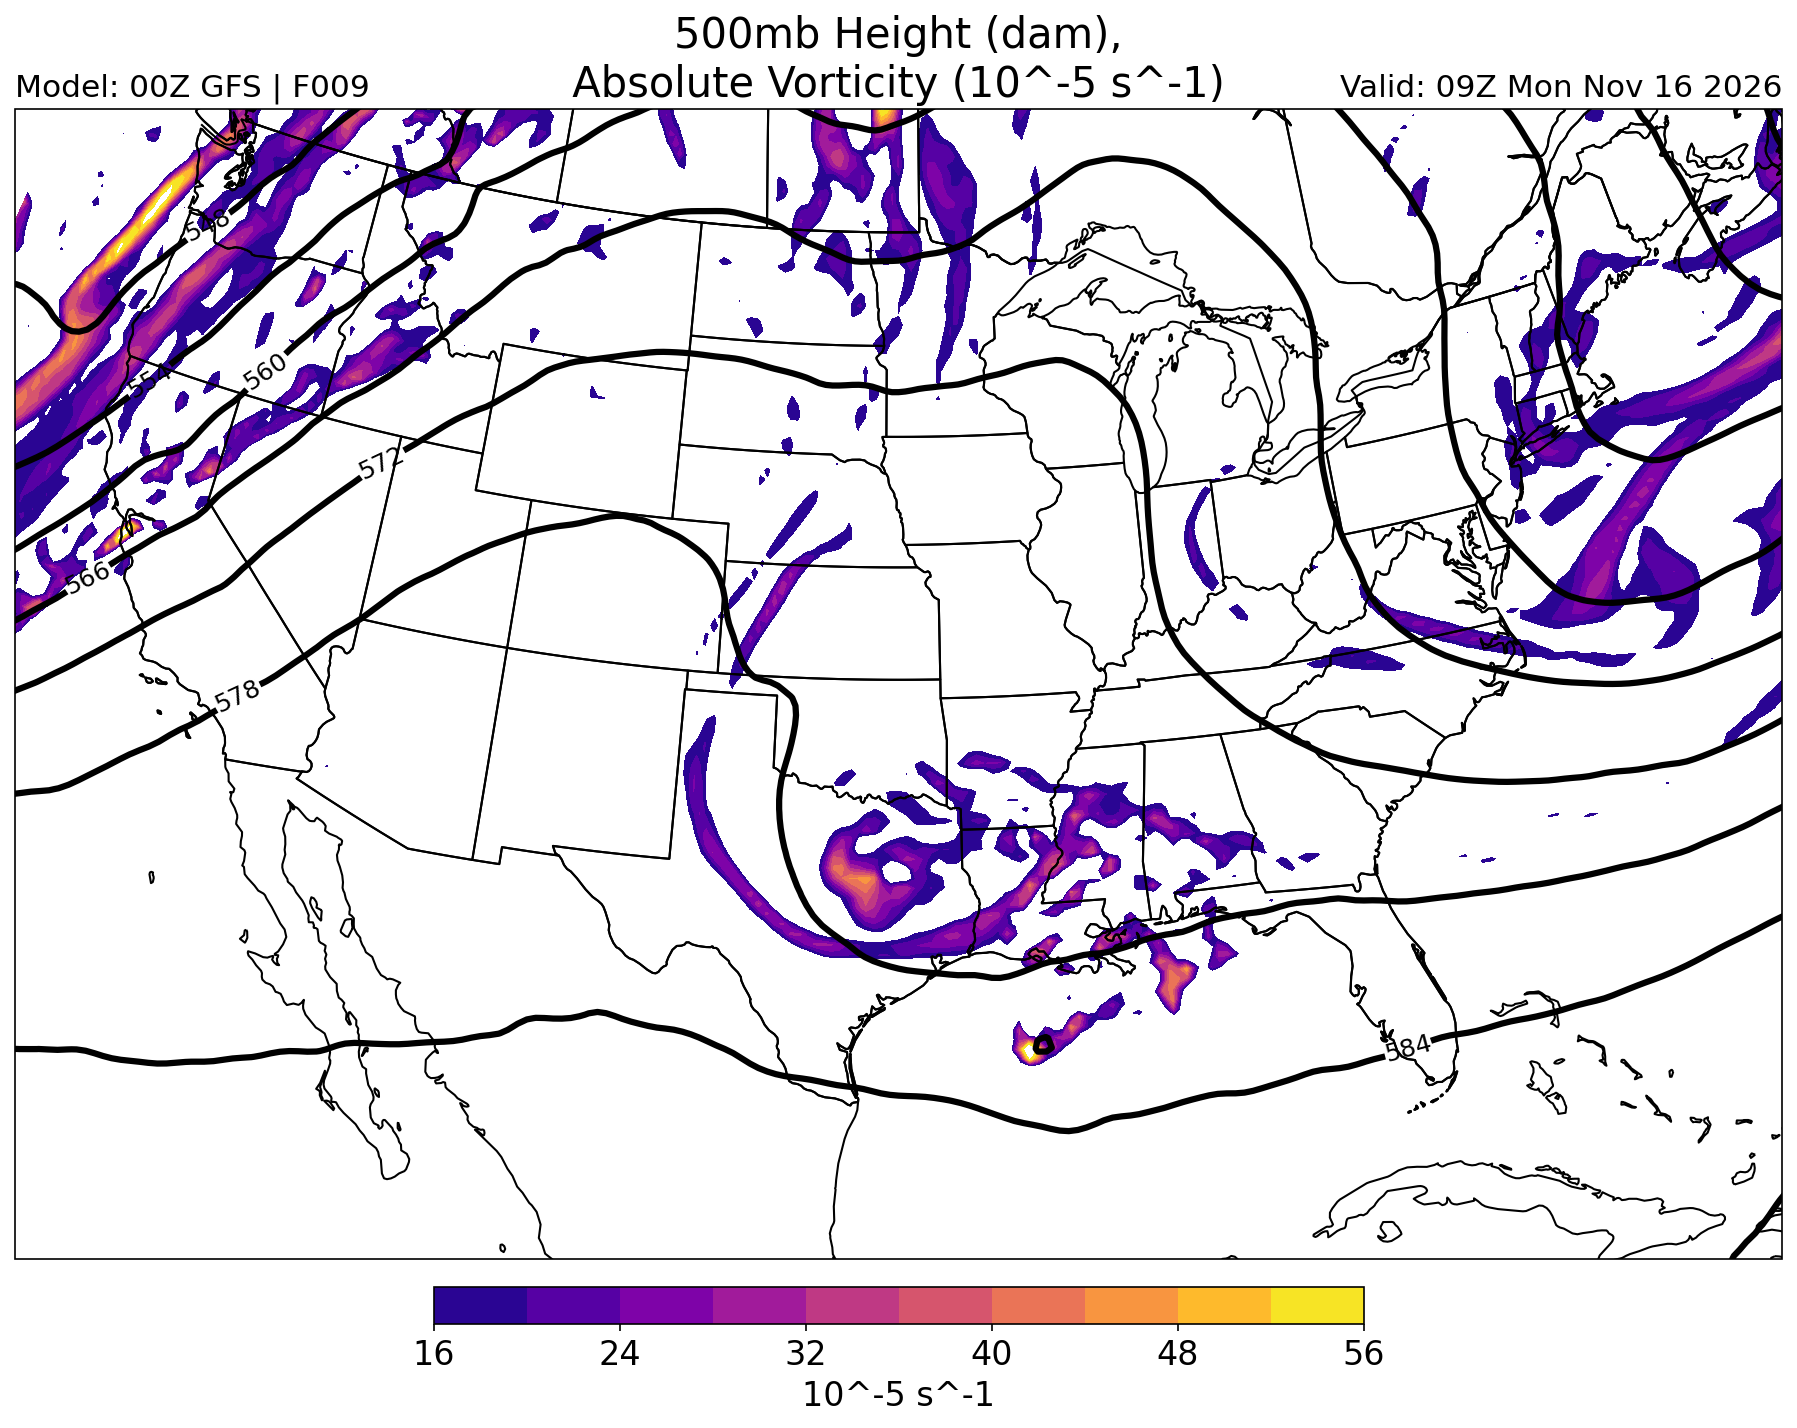 500mb Height (dam),
Absolute Vorticity (10^-5 s^-1)
Model: 00Z GFS | F009
Valid: 09Z Mon Nov 16 2026
548
554
560
572
566
578
584
16 24 32 40 48 56
10^-5 s^-1